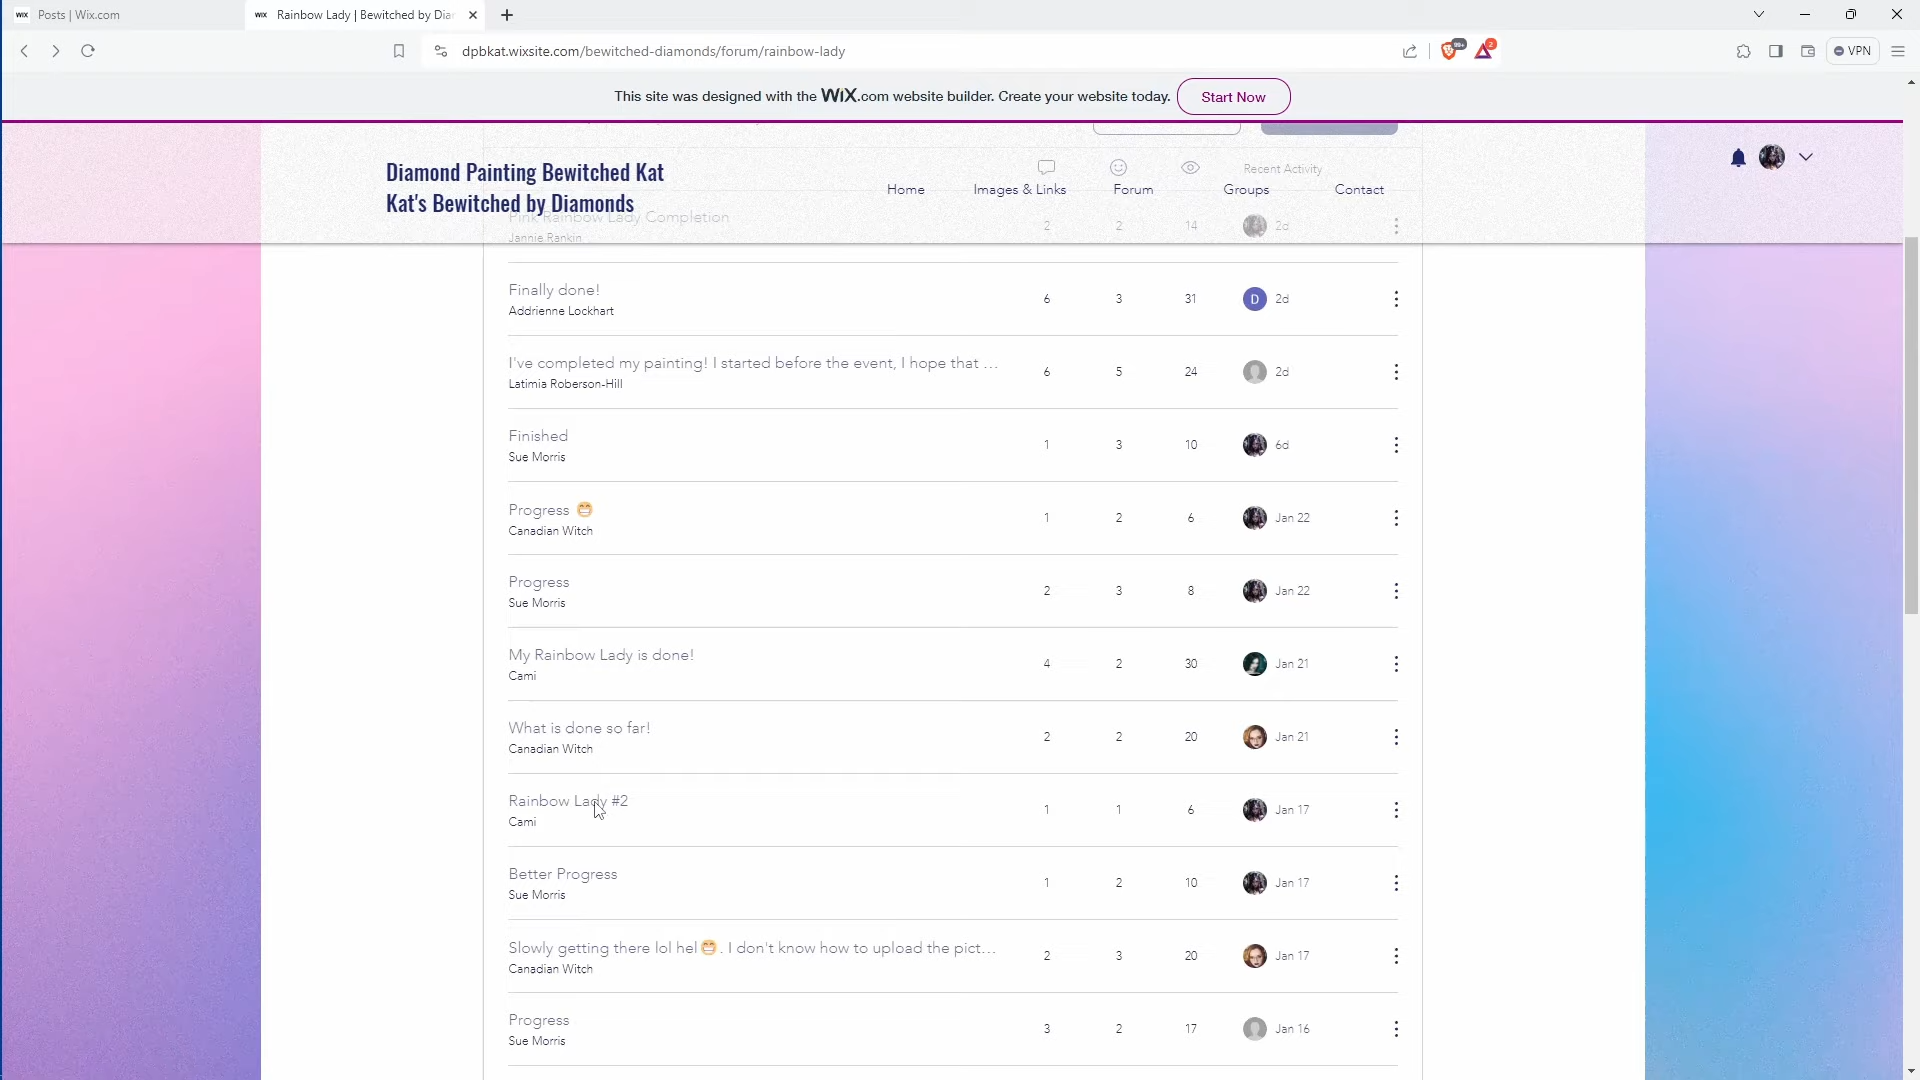 WiX Posts | Wix.com
WiX Rainbow Lady | Bewitched by Dia
dpbkat.wixsite.com/bewitched-diamonds/forum/rainbow-lady
99+
2
VPN
This site was designed with the WiX.com website builder. Create your website today.
Start Now
Diamond Painting Bewitched Kat
Kat's Bewitched by Diamonds
Recent Activity
Home Images & Links Forum Groups Contact
Pink Rainbow Lady Completion
Jannie Rankin
2 2 14 2d
Finally done!
Addrienne Lockhart
6 3 31 D 2d
I've completed my painting! I started before the event, I hope that ...
Latimia Roberson-Hill
6 5 24 2d
Finished
Sue Morris
1 3 10 6d
Progress 😁
Canadian Witch
1 2 6 Jan 22
Progress
Sue Morris
2 3 8 Jan 22
My Rainbow Lady is done!
Cami
4 2 30 Jan 21
What is done so far!
Canadian Witch
2 2 20 Jan 21
Rainbow Lady #2
Cami
1 1 6 Jan 17
Better Progress
Sue Morris
1 2 10 Jan 17
Slowly getting there lol hel😁. I don't know how to upload the pict...
Canadian Witch
2 3 20 Jan 17
Progress
Sue Morris
3 2 17 Jan 16